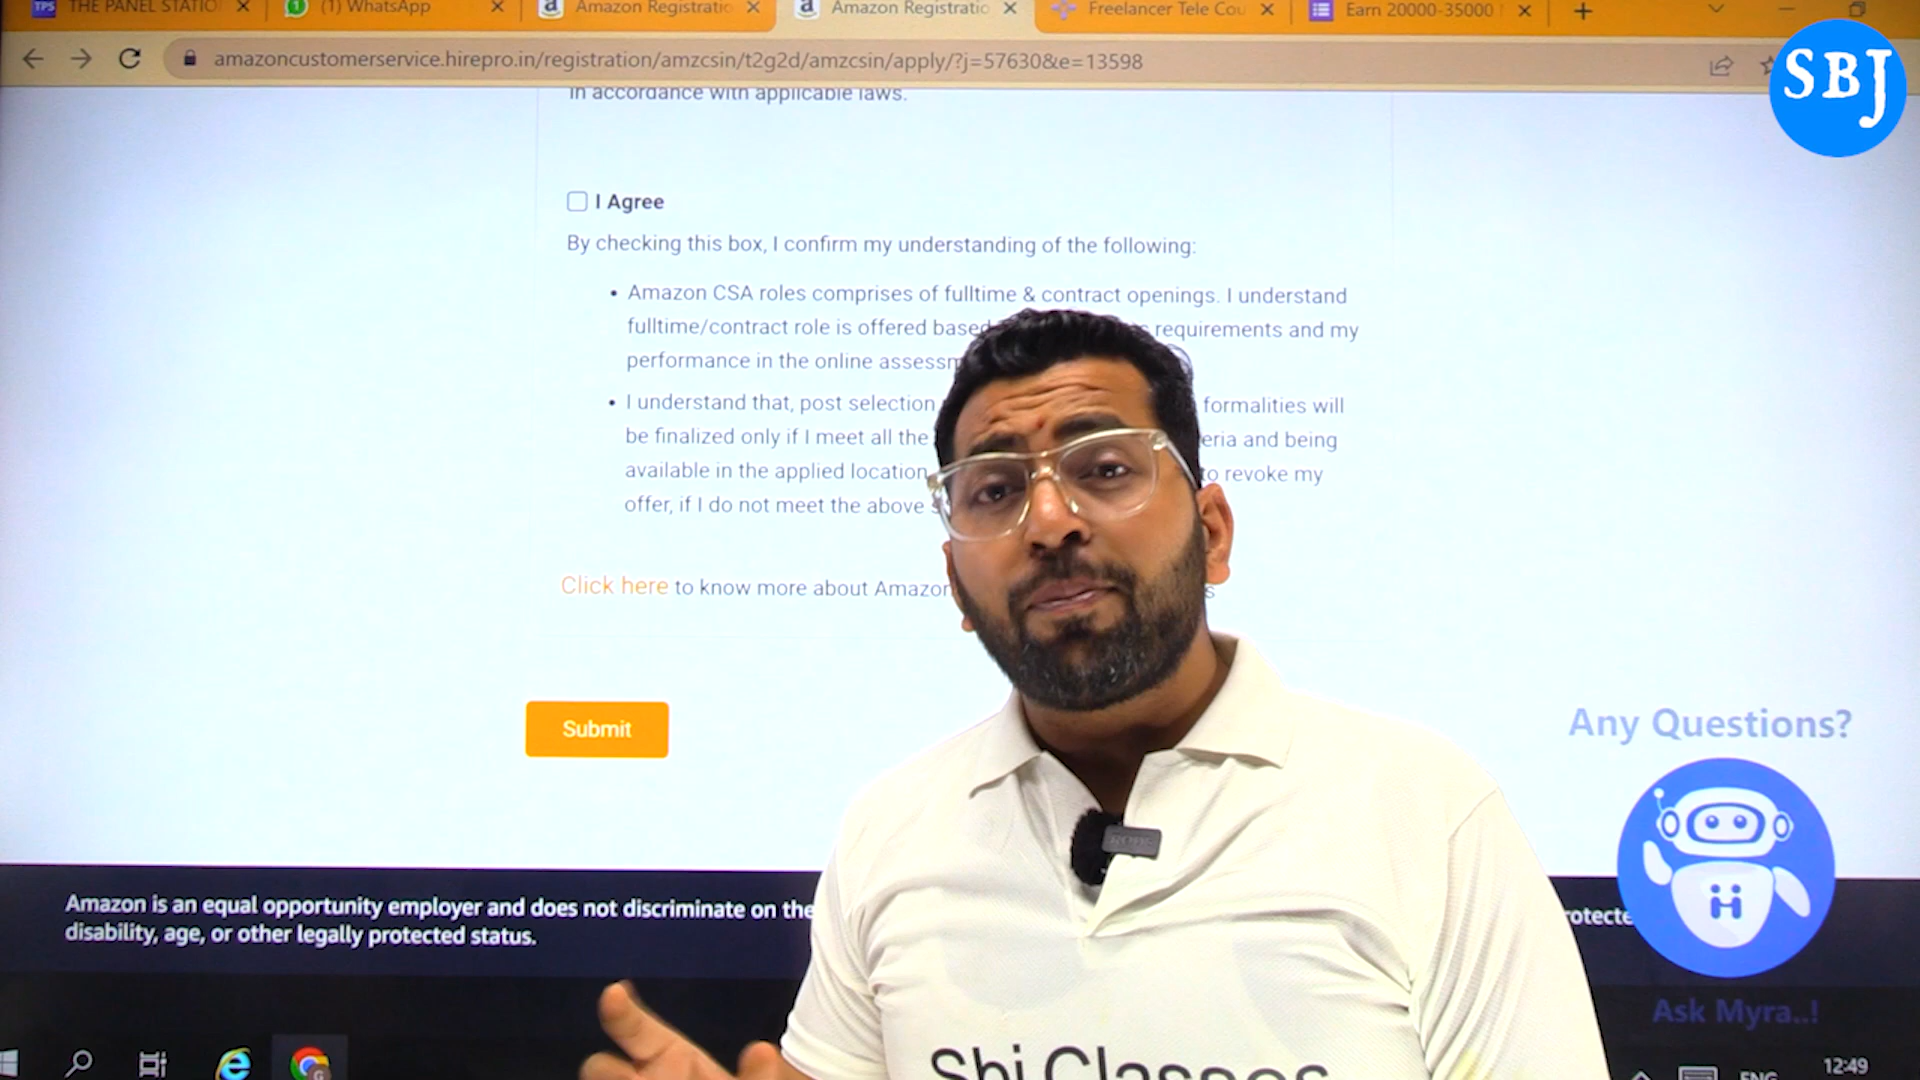 TPS THE PANEL STATIO
(1) WhatsApp
Amazon Registratio
Amazon Registratio
Freelancer Tele Cou
Earn 20000-35000
amazoncustomerservice.hirepro.in/registration/amzcsin/t2g2d/amzcsin/apply/?j=57630&e=13598
SBJ
in accordance with applicable laws.
I Agree
By checking this box, I confirm my understanding of the following:
• Amazon CSA roles comprises of fulltime & contract openings. I understand
fulltime/contract role is offered based requirements and my
performance in the online
• I understand that, post selection formalities will
be finalized only if I meet all the and being
available in the applied location to revoke my
offer, if I do not meet the above
Click here to know more about Amazon
Submit
Any Questions?
Amazon is an equal opportunity employer and does not discriminate on the
disability, age, or other legally protected status.
Ask Myra..!
Sbj Classes
ENG
12:49